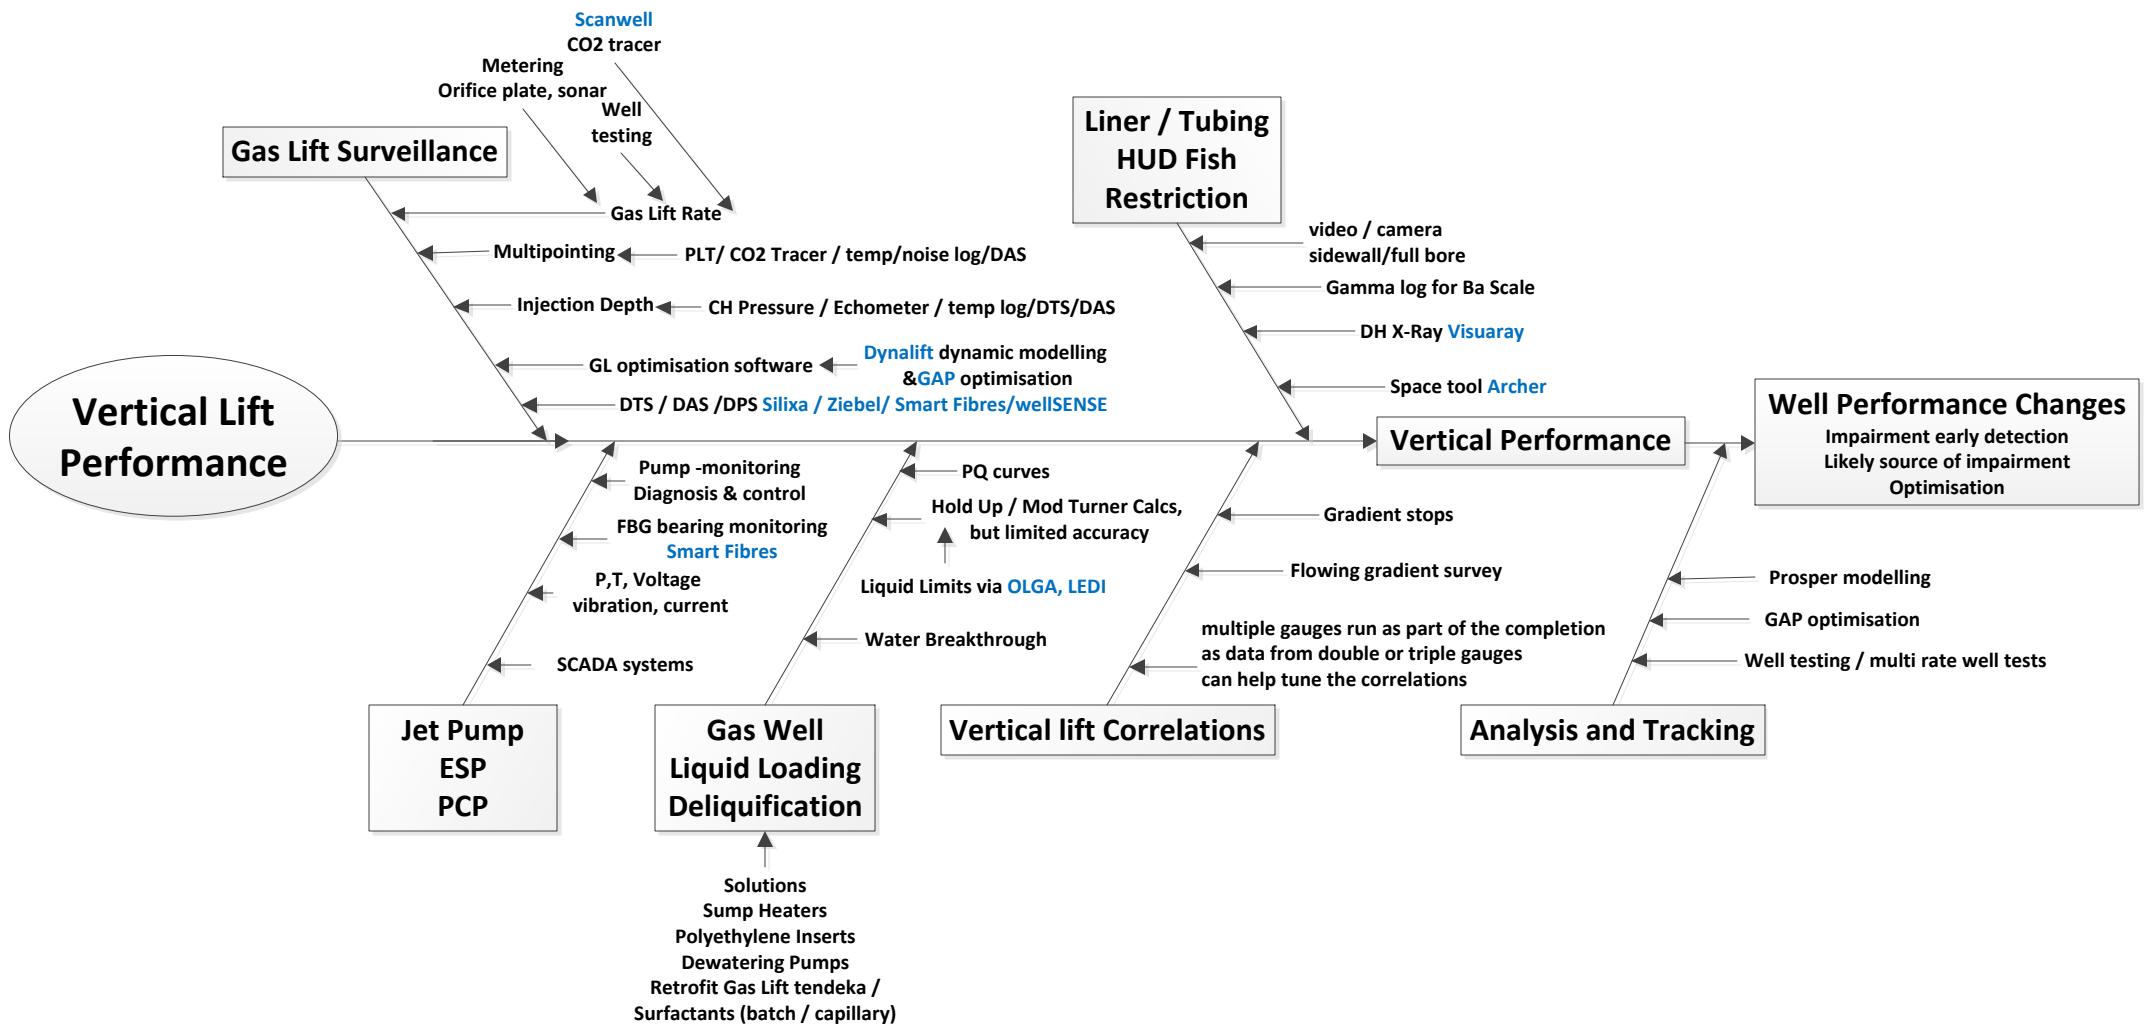 Scanwell
CO2 tracer
Metering
Orifice plate, sonar
Well
testing
Gas Lift Surveillance
Gas Lift Rate
Multipointing
PLT/ CO2 Tracer / temp/noise log/DAS
Injection Depth
CH Pressure / Echometer / temp log/DTS/DAS
GL optimisation software
Dynalift dynamic modelling
&GAP optimisation
DTS / DAS /DPS Silixa / Ziebel/ Smart Fibres/wellSENSE
Liner / Tubing
HUD Fish
Restriction
video / camera
sidewall/full bore
Gamma log for Ba Scale
DH X-Ray Visuaray
Space tool Archer
Vertical Lift
Performance
Vertical Performance
Well Performance Changes
Impairment early detection
Likely source of impairment
Optimisation
Pump -monitoring
Diagnosis & control
FBG bearing monitoring
Smart Fibres
P,T, Voltage
vibration, current
SCADA systems
Jet Pump
ESP
PCP
PQ curves
Hold Up / Mod Turner Calcs,
but limited accuracy
Liquid Limits via OLGA, LEDI
Water Breakthrough
Gas Well
Liquid Loading
Deliquification
Solutions
Sump Heaters
Polyethylene Inserts
Dewatering Pumps
Retrofit Gas Lift tendeka /
Surfactants (batch / capillary)
Gradient stops
Flowing gradient survey
multiple gauges run as part of the completion
as data from double or triple gauges
can help tune the correlations
Vertical lift Correlations
Prosper modelling
GAP optimisation
Well testing / multi rate well tests
Analysis and Tracking